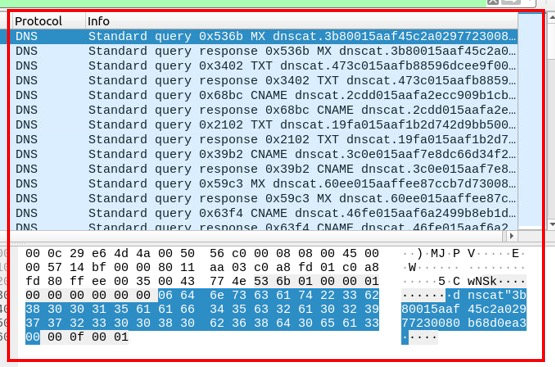 Protocol Info
DNS Standard query 0x536b MX dnscat.3b80015aaf45c2a0297723008…
DNS Standard query response 0x536b MX dnscat.3b80015aaf45c2a0…
DNS Standard query 0x3402 TXT dnscat.473c015aafb88596dcee9f00…
DNS Standard query response 0x3402 TXT dnscat.473c015aafb8859…
DNS Standard query 0x68bc CNAME dnscat.2cdd015aafa2ecc909b1cb…
DNS Standard query response 0x68bc CNAME dnscat.2cdd015aafa2e…
DNS Standard query 0x2102 TXT dnscat.19fa015aaf1b2d742d9bb500…
DNS Standard query response 0x2102 TXT dnscat.19fa015aaf1b2d7…
DNS Standard query 0x39b2 CNAME dnscat.3c0e015aaf7e8dc66d34f2…
DNS Standard query response 0x39b2 CNAME dnscat.3c0e015aaf7e8…
DNS Standard query 0x59c3 MX dnscat.60ee015aaffee87ccb7d73008…
DNS Standard query response 0x59c3 MX dnscat.60ee015aaffee87c…
DNS Standard query 0x63f4 CNAME dnscat.46fe015aaf6a2499b8eb1d…
DNS Standard query response 0x63f4 CNAME dnscat.46fe015aaf6a2…
00 0c 29 e6 4d 4a 00 50 56 c0 00 08 08 00 45 00 ··)·MJ·P V·····E·
00 57 14 bf 00 00 80 11 aa 03 c0 a8 fd 01 c0 a8 ·W······ ········
fd 80 ff ee 00 35 00 43 77 4e 53 6b 01 00 00 01 ·····5·C wNSk····
00 00 00 00 00 00 06 64 6e 73 63 61 74 22 33 62 ·······d nscat"3b
38 30 30 31 35 61 61 66 34 35 63 32 61 30 32 39 80015aaf 45c2a029
37 37 32 33 30 30 38 30 62 36 38 64 30 65 61 33 77230080 b68d0ea3
00 00 0f 00 01 ·····